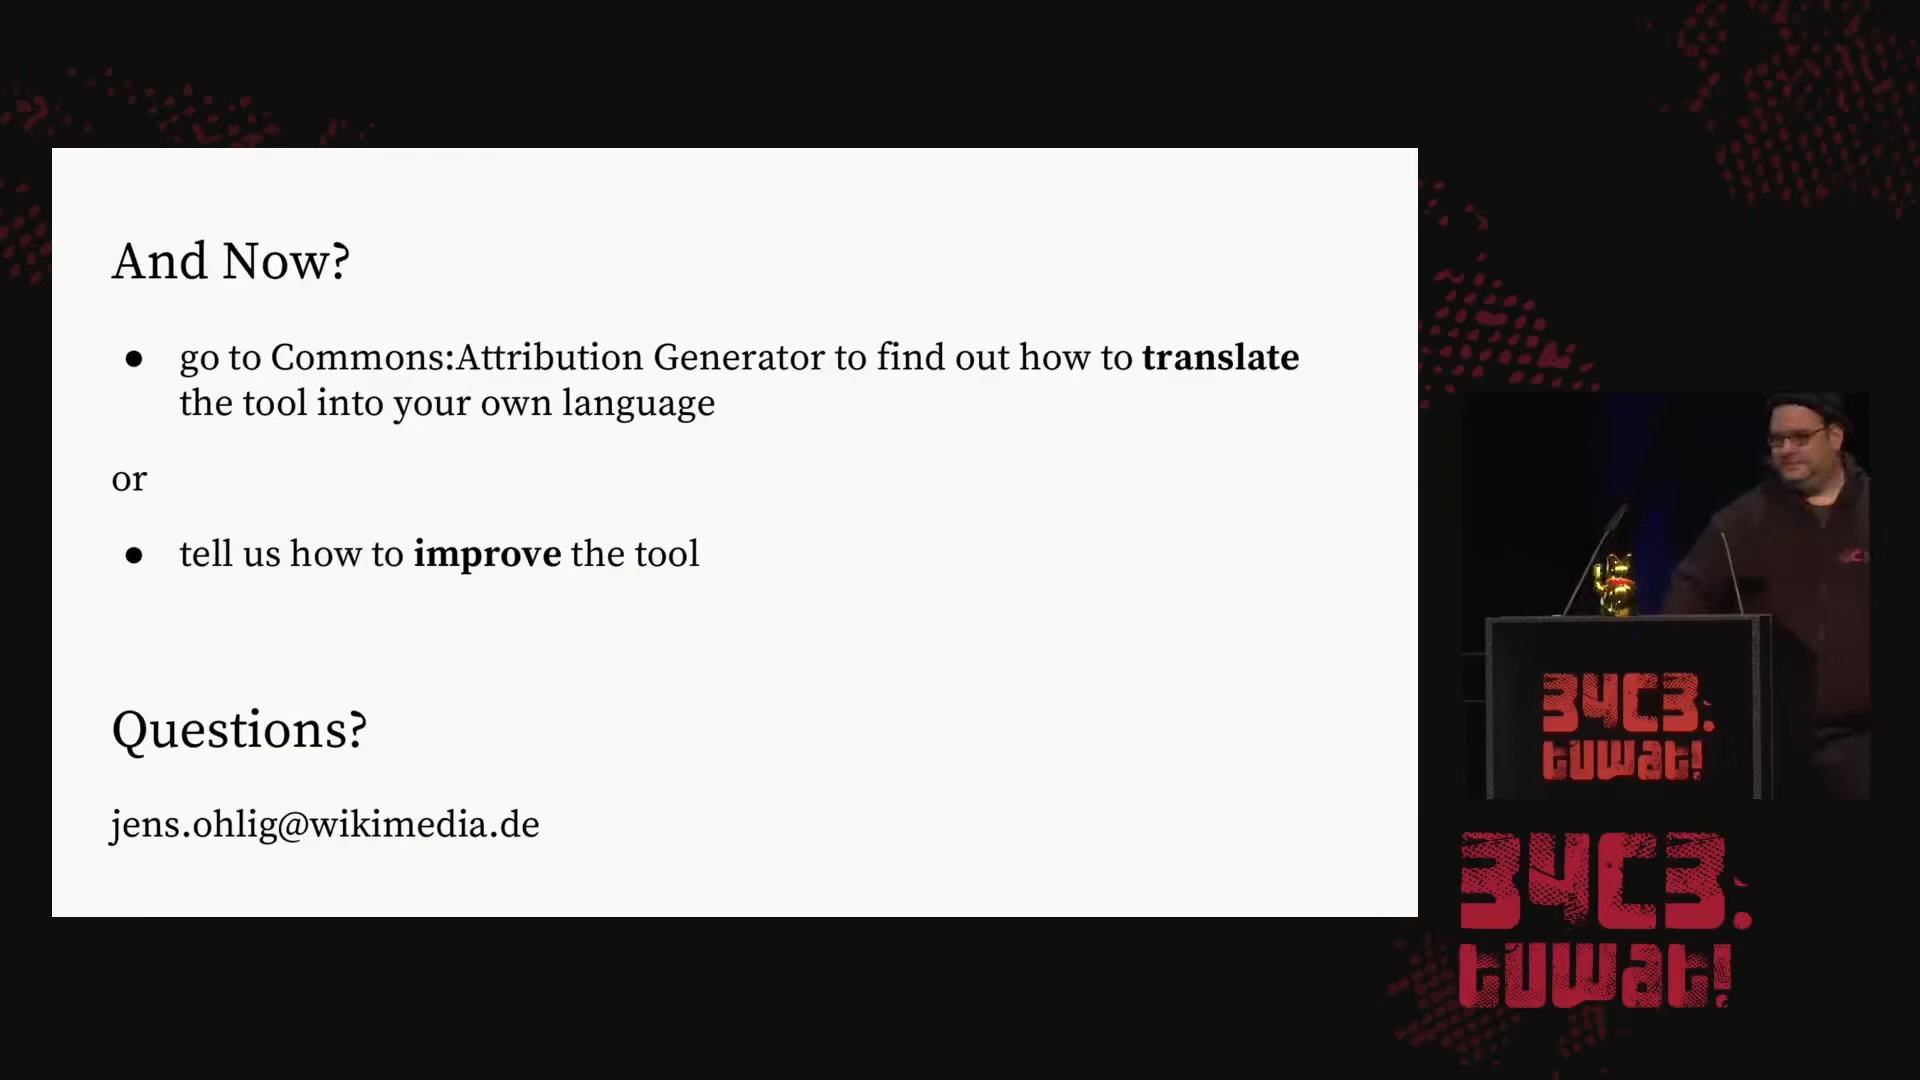 And Now?
● go to Commons:Attribution Generator to find out how to translate
the tool into your own language
or
● tell us how to improve the tool
Questions?
jens.ohlig@wikimedia.de
34C3.
tuwat!
34C3.
tuwat!